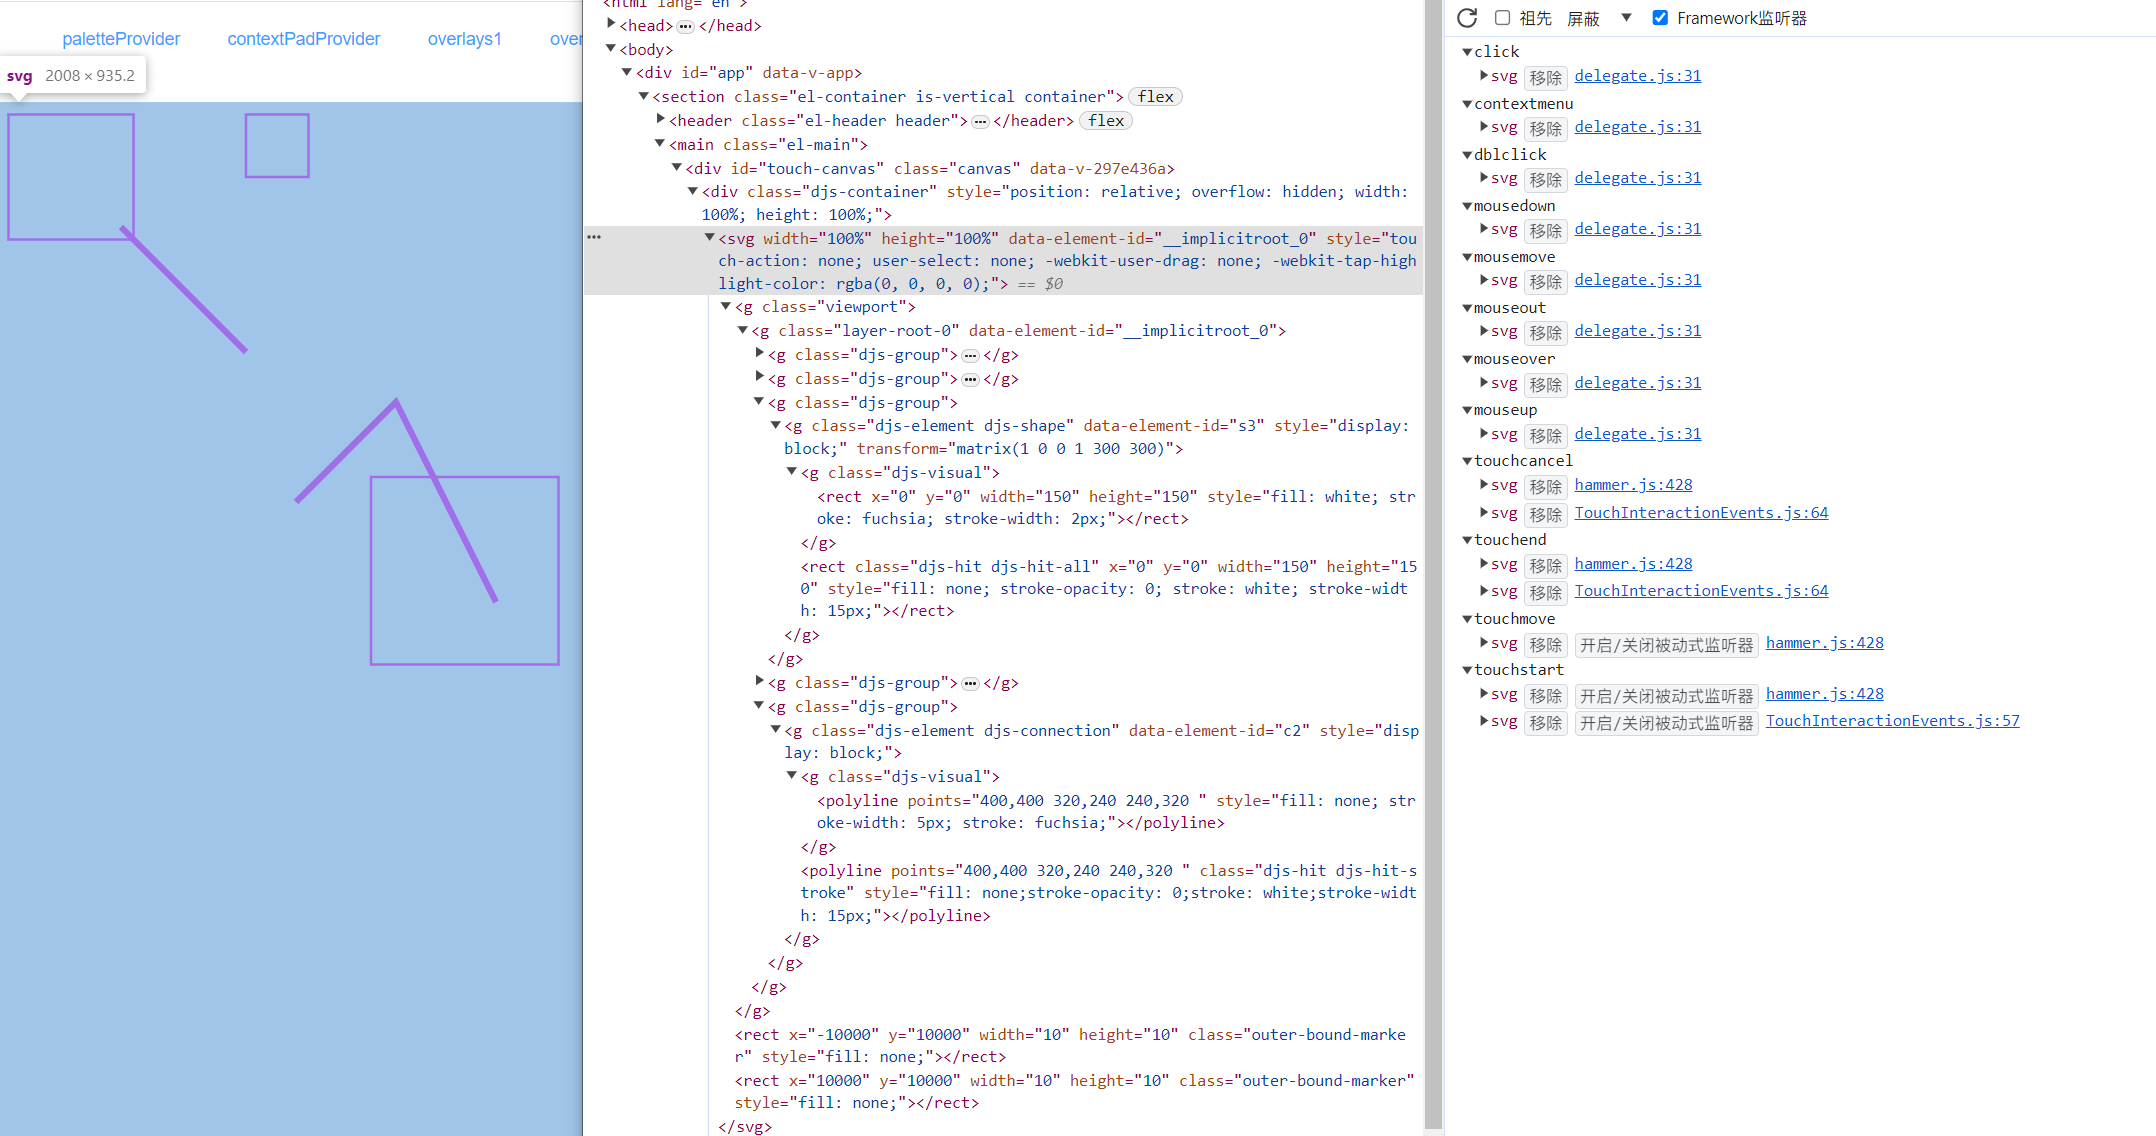 paletteProvider contextPadProvider overlays1 over
svg 2008 × 935.2
<html lang="en">
<head> ••• </head>
<body>
<div id="app" data-v-app>
<section class="el-container is-vertical container"> flex
<header class="el-header header"> ••• </header> flex
<main class="el-main">
<div id="touch-canvas" class="canvas" data-v-297e436a>
<div class="djs-container" style="position: relative; overflow: hidden; width:
100%; height: 100%;">
••• <svg width="100%" height="100%" data-element-id="__implicitroot_0" style="tou
ch-action: none; user-select: none; -webkit-user-drag: none; -webkit-tap-high
light-color: rgba(0, 0, 0, 0);"> == $0
<g class="viewport">
<g class="layer-root-0" data-element-id="__implicitroot_0">
<g class="djs-group"> ••• </g>
<g class="djs-group"> ••• </g>
<g class="djs-group">
<g class="djs-element djs-shape" data-element-id="s3" style="display:
block;" transform="matrix(1 0 0 1 300 300)">
<g class="djs-visual">
<rect x="0" y="0" width="150" height="150" style="fill: white; str
oke: fuchsia; stroke-width: 2px;"></rect>
</g>
<rect class="djs-hit djs-hit-all" x="0" y="0" width="150" height="15
0" style="fill: none; stroke-opacity: 0; stroke: white; stroke-widt
h: 15px;"></rect>
</g>
</g>
<g class="djs-group"> ••• </g>
<g class="djs-group">
<g class="djs-element djs-connection" data-element-id="c2" style="disp
lay: block;">
<g class="djs-visual">
<polyline points="400,400 320,240 240,320 " style="fill: none; str
oke-width: 5px; stroke: fuchsia;"></polyline>
</g>
<polyline points="400,400 320,240 240,320 " class="djs-hit djs-hit-s
troke" style="fill: none;stroke-opacity: 0;stroke: white;stroke-widt
h: 15px;"></polyline>
</g>
</g>
</g>
</g>
<rect x="-10000" y="10000" width="10" height="10" class="outer-bound-marke
r" style="fill: none;"></rect>
<rect x="10000" y="10000" width="10" height="10" class="outer-bound-marker"
style="fill: none;"></rect>
</svg>
祖先 屏蔽 Framework监听器
click
svg 移除 delegate.js:31
contextmenu
svg 移除 delegate.js:31
dblclick
svg 移除 delegate.js:31
mousedown
svg 移除 delegate.js:31
mousemove
svg 移除 delegate.js:31
mouseout
svg 移除 delegate.js:31
mouseover
svg 移除 delegate.js:31
mouseup
svg 移除 delegate.js:31
touchcancel
svg 移除 hammer.js:428
svg 移除 TouchInteractionEvents.js:64
touchend
svg 移除 hammer.js:428
svg 移除 TouchInteractionEvents.js:64
touchmove
svg 移除 开启/关闭被动式监听器 hammer.js:428
touchstart
svg 移除 开启/关闭被动式监听器 hammer.js:428
svg 移除 开启/关闭被动式监听器 TouchInteractionEvents.js:57